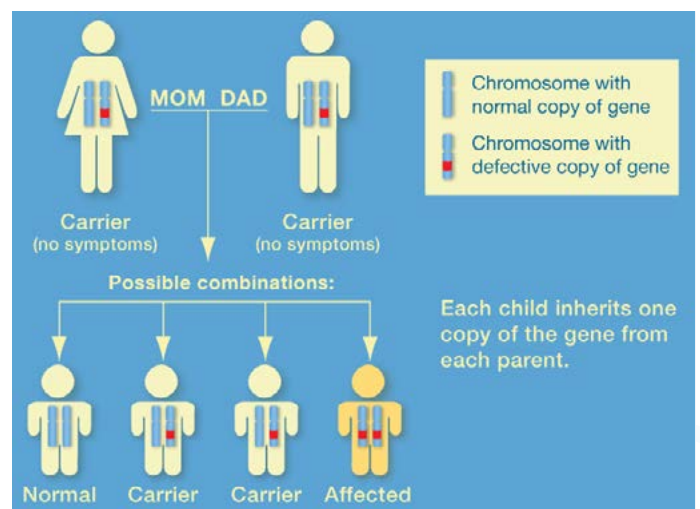 MOM DAD
Chromosome with
normal copy of gene
Chromosome with
defective copy of gene
Carrier
(no symptoms)
Carrier
(no symptoms)
Possible combinations:
Each child inherits one
copy of the gene from
each parent.
Normal
Carrier
Carrier
Affected